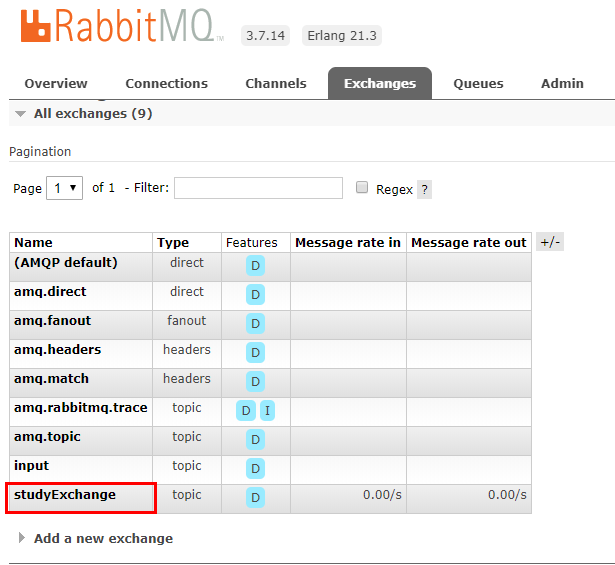 RabbitMQ TM 3.7.14 Erlang 21.3
Overview Connections Channels Exchanges Queues Admin
All exchanges (9)
Pagination
Page 1 of 1 - Filter: Regex ?
Name Type Features Message rate in Message rate out +/-
(AMQP default) direct D
amq.direct direct D
amq.fanout fanout D
amq.headers headers D
amq.match headers D
amq.rabbitmq.trace topic D I
amq.topic topic D
input topic D
studyExchange topic D 0.00/s 0.00/s
Add a new exchange